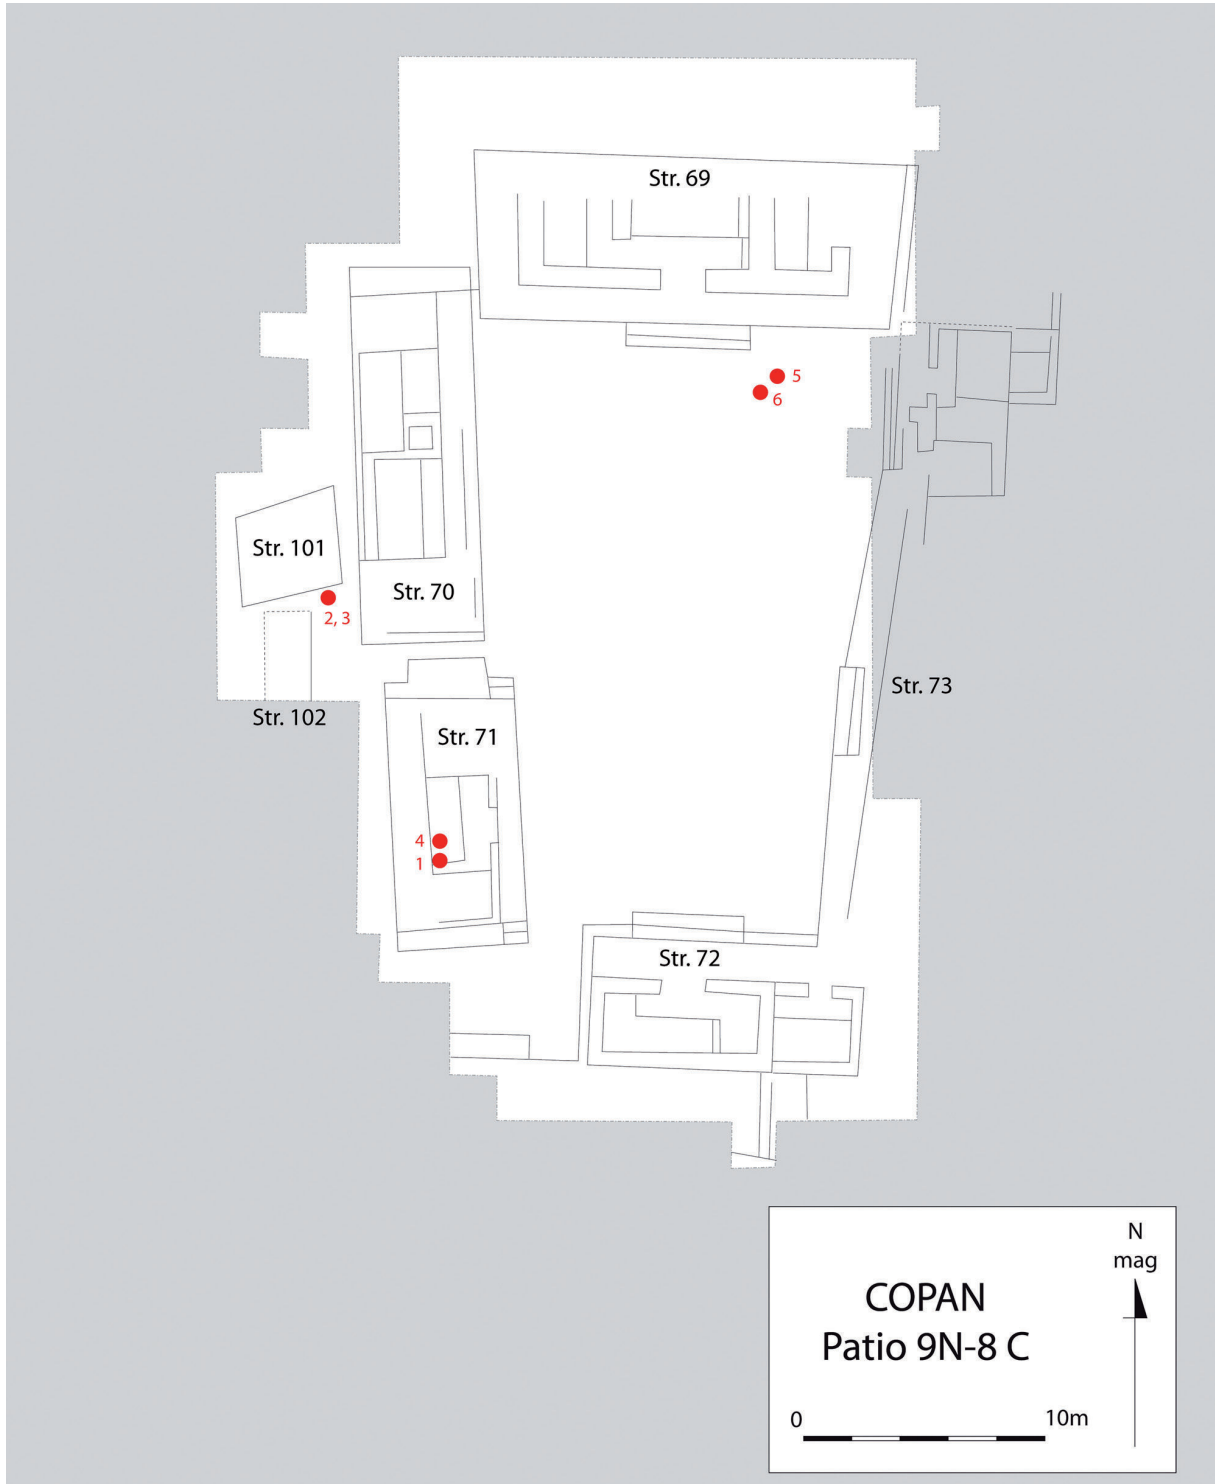 Str. 69
5
6
Str. 101
Str. 70
2, 3
Str. 73
Str. 102
Str. 71
4
1
Str. 72
N
mag
COPAN
Patio 9N-8 C
0 10m